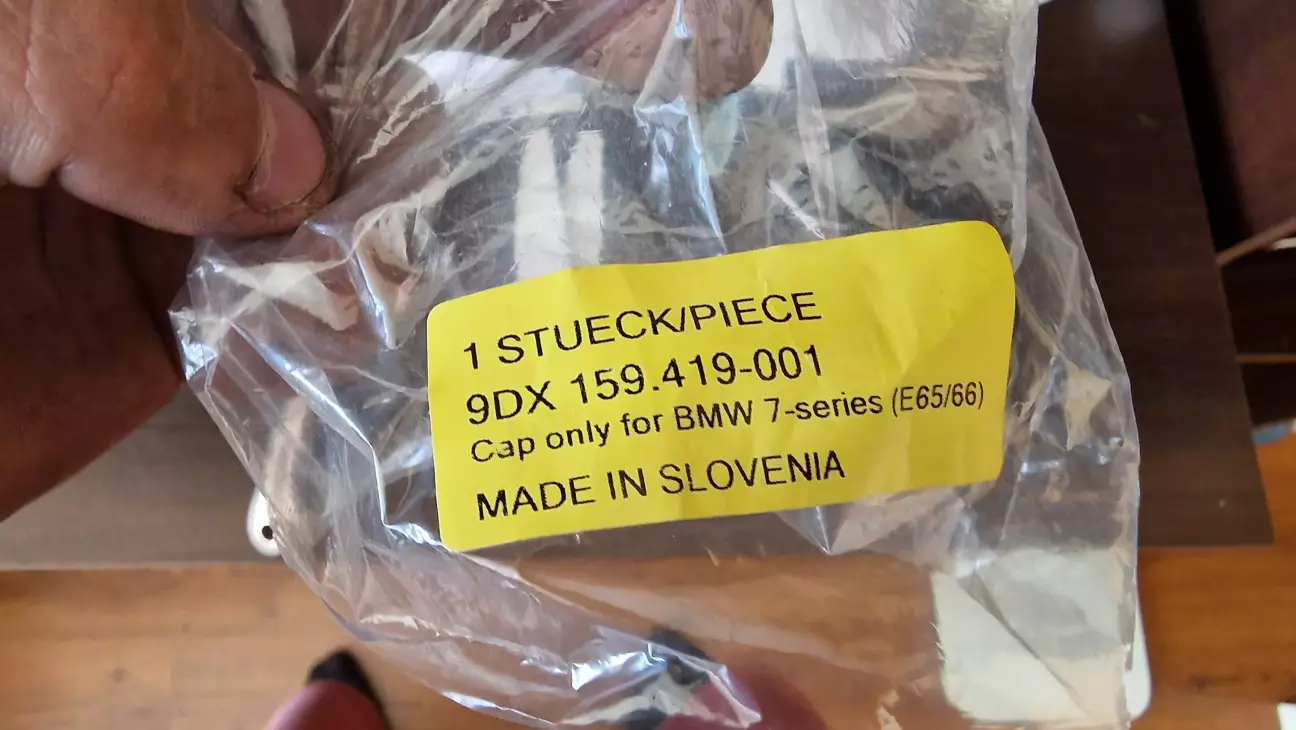 1 STUECK/PIECE
9DX 159.419-001
Cap only for BMW 7-series (E65/66)
MADE IN SLOVENIA